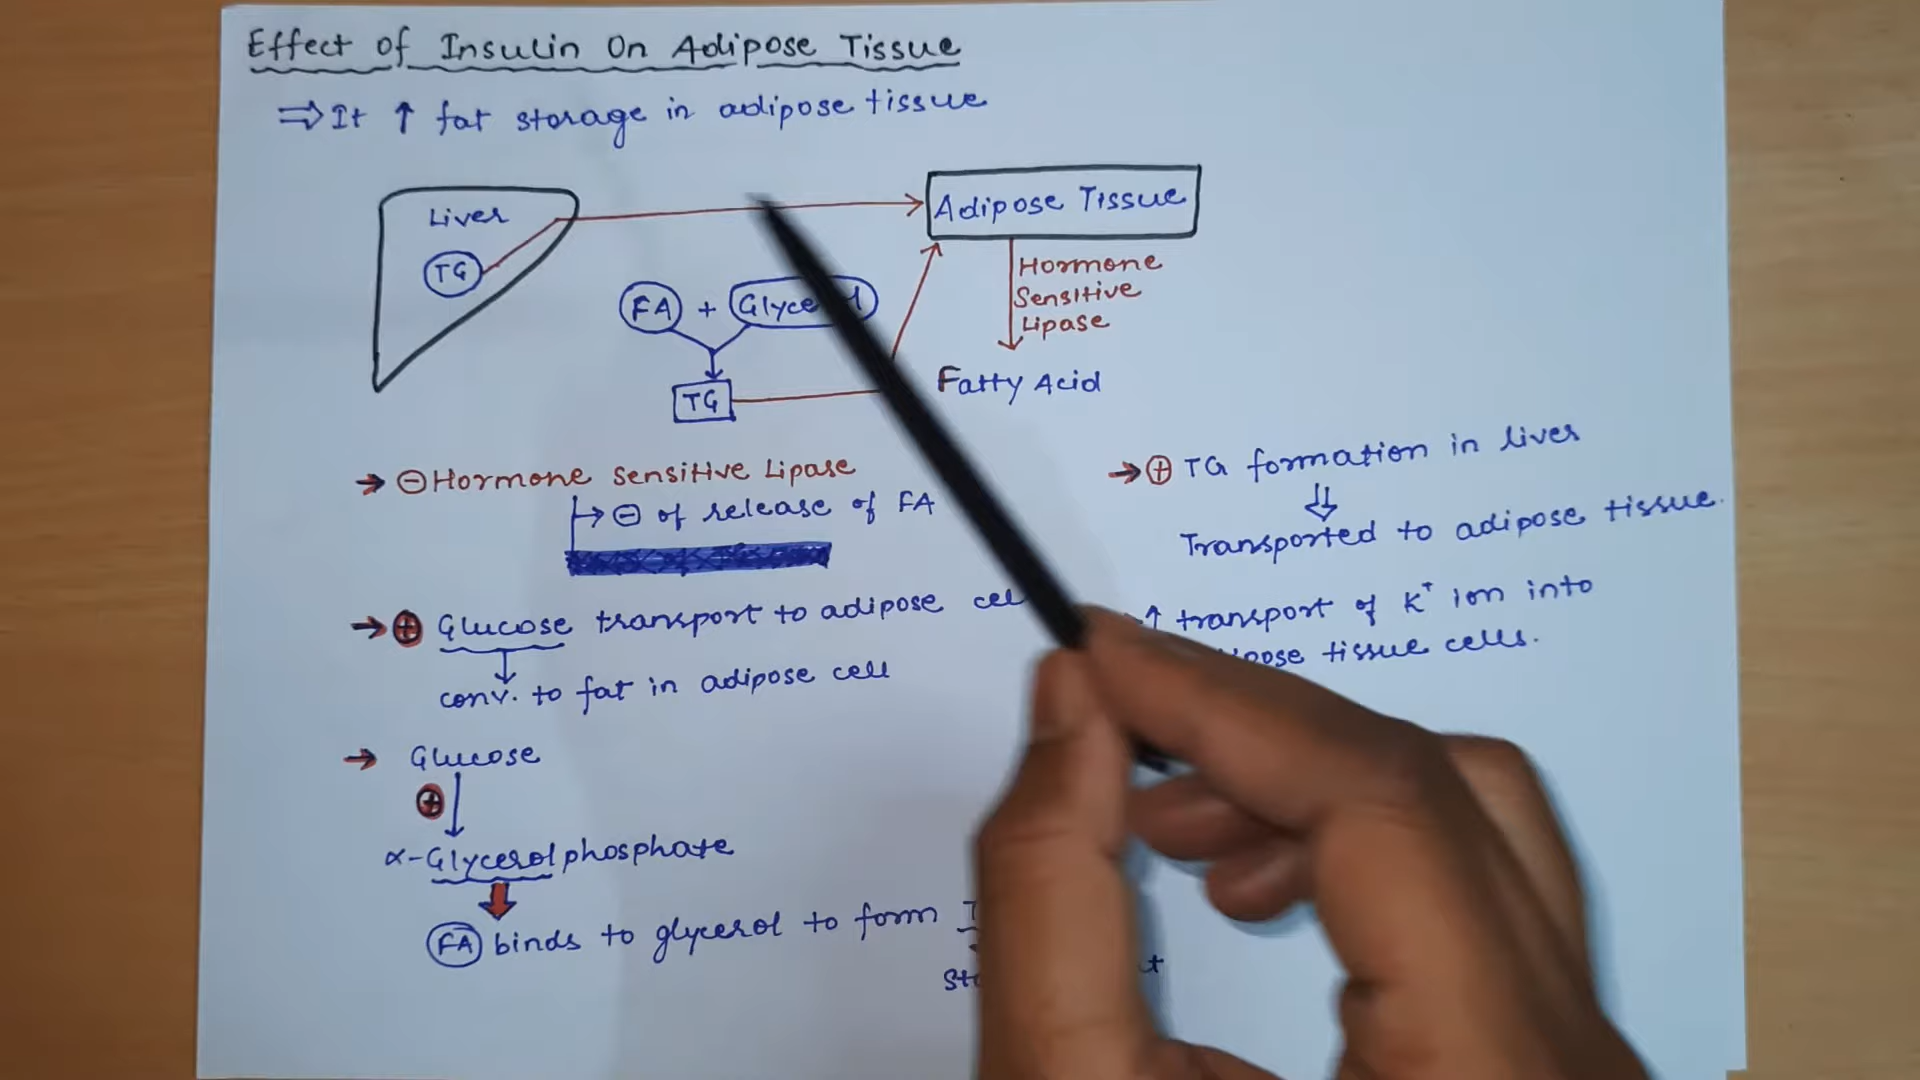 Effect of Insulin On Adipose Tissue
⇒ It ↑ fat storage in adipose tissue
Liver
TG
Adipose Tissue
FA +
TG
Hormone
Sensitive
Lipase
Fatty Acid
→ ⊖ Hormone sensitive Lipase
→ ⊖ of release of FA
→ ⊕ Glucose transport to adipose
conv. to fat in adipose cell
→ Glucose
⊕
α-Glycerol phosphate
FA binds to glycerol to form
→ ⊕ TG formation in liver
Transported to adipose tissue.
↑ transport of K⁺ ion into
tissue cells.